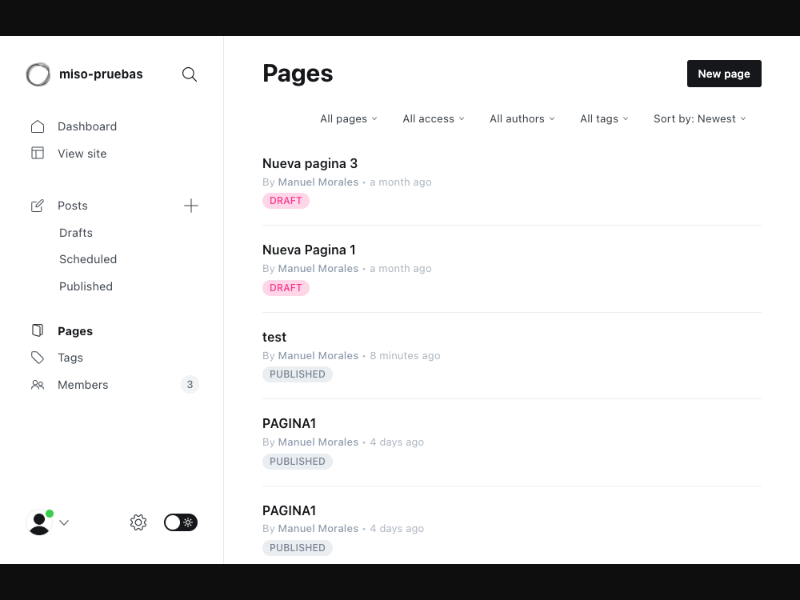 miso-pruebas
Dashboard
View site
Posts
Drafts
Scheduled
Published
Pages
Tags
Members 3
Pages
New page
All pages All access All authors All tags Sort by: Newest
Nueva pagina 3
By Manuel Morales • a month ago
DRAFT
Nueva Pagina 1
By Manuel Morales • a month ago
DRAFT
test
By Manuel Morales • 8 minutes ago
PUBLISHED
PAGINA1
By Manuel Morales • 4 days ago
PUBLISHED
PAGINA1
By Manuel Morales • 4 days ago
PUBLISHED